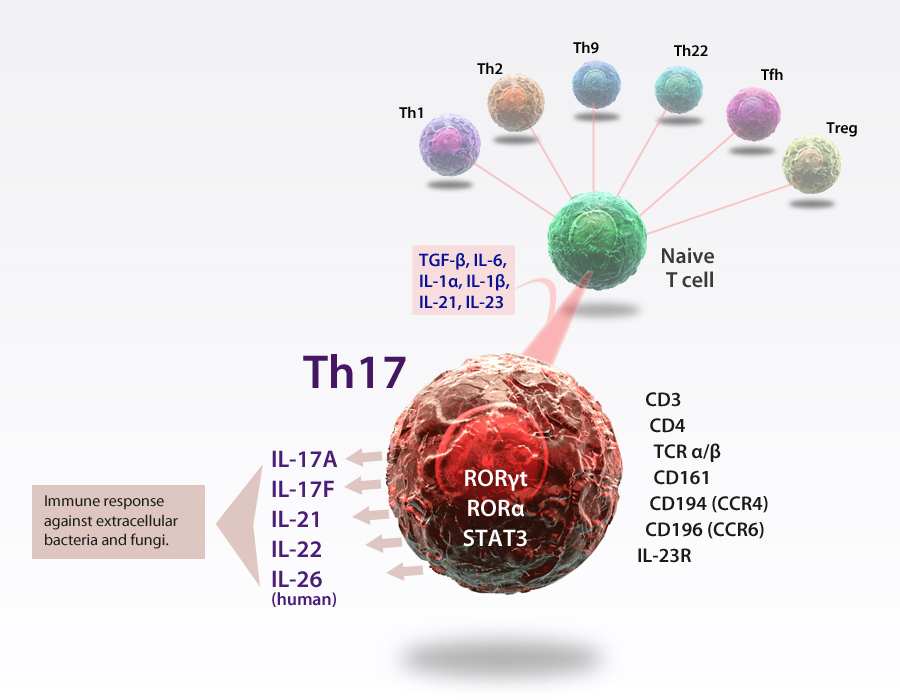 Th1
Th2
Th9
Th22
Tfh
Treg
Naive
T cell
TGF-β, IL-6,
IL-1α, IL-1β,
IL-21, IL-23
Th17
IL-17A
IL-17F
IL-21
IL-22
IL-26
(human)
Immune response
against extracellular
bacteria and fungi.
RORγt
RORα
STAT3
CD3
CD4
TCR α/β
CD161
CD194 (CCR4)
CD196 (CCR6)
IL-23R